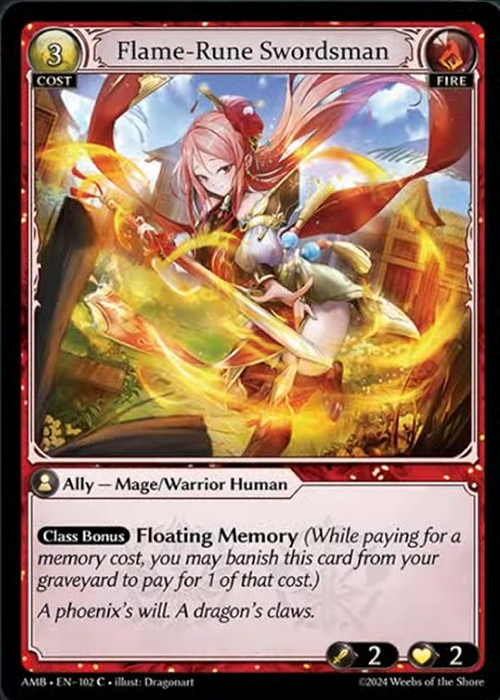 3
COST
Flame-Rune Swordsman
FIRE
Ally — Mage/Warrior Human
Class Bonus Floating Memory (While paying for a
memory cost, you may banish this card from your
graveyard to pay for 1 of that cost.)
A phoenix's will. A dragon's claws.
2
2
AMB • EN-102 C • illust: Dragonart
©2024 Weebs of the Shore